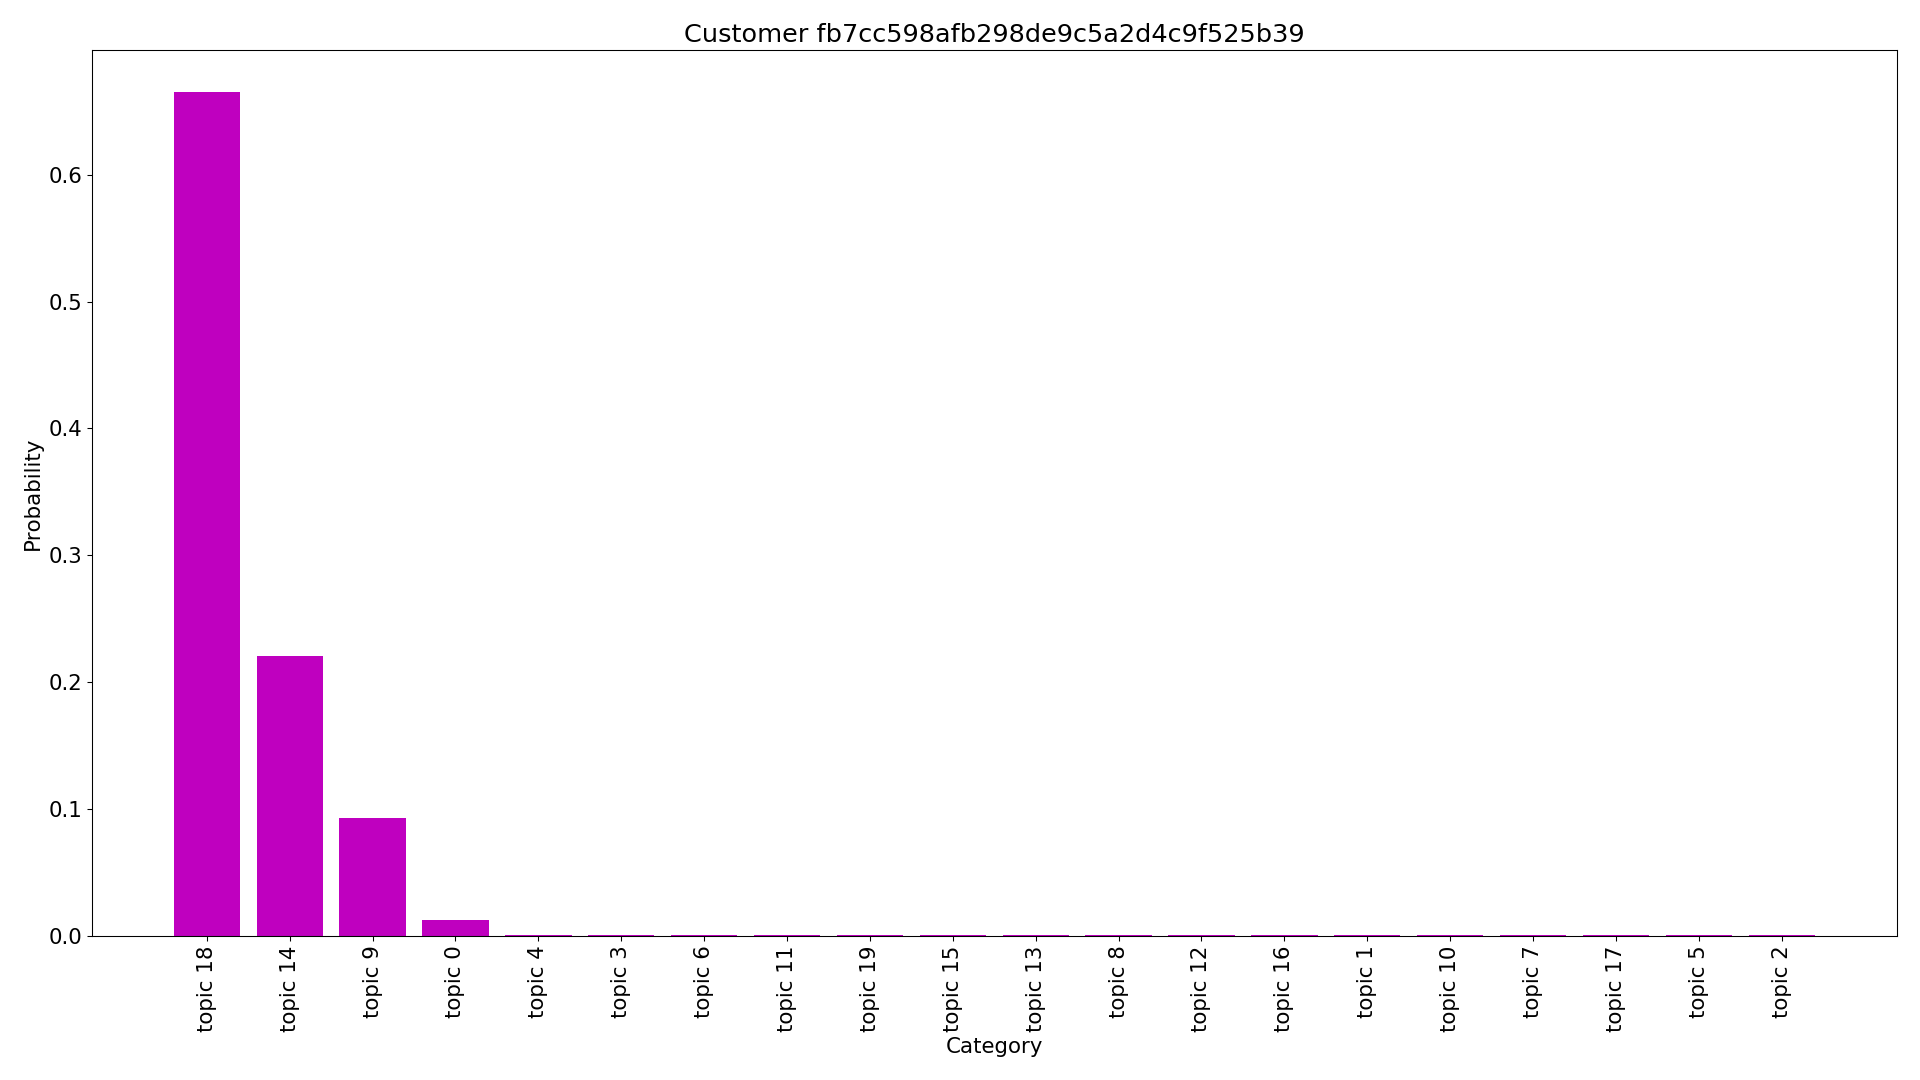 Customer fb7cc598afb298de9c5a2d4c9f525b39
Probability
0.6
0.5
0.4
0.3
0.2
0.1
0.0
topic 18
topic 14
topic 9
topic 0
topic 4
topic 3
topic 6
topic 11
topic 19
topic 15
topic 13
topic 8
topic 12
topic 16
topic 1
topic 10
topic 7
topic 17
topic 5
topic 2
Category